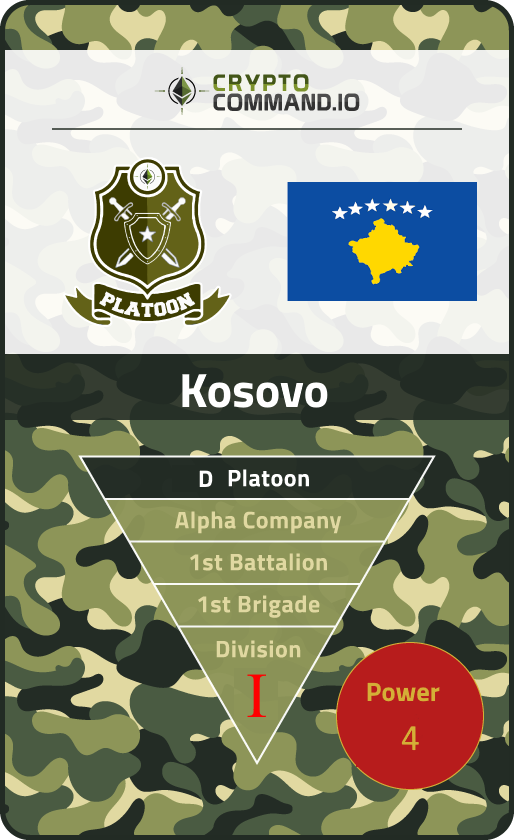 CRYPTO
COMMAND.IO
PLATOON
Kosovo
D Platoon
Alpha Company
1st Battalion
1st Brigade
Division
I
Power
4